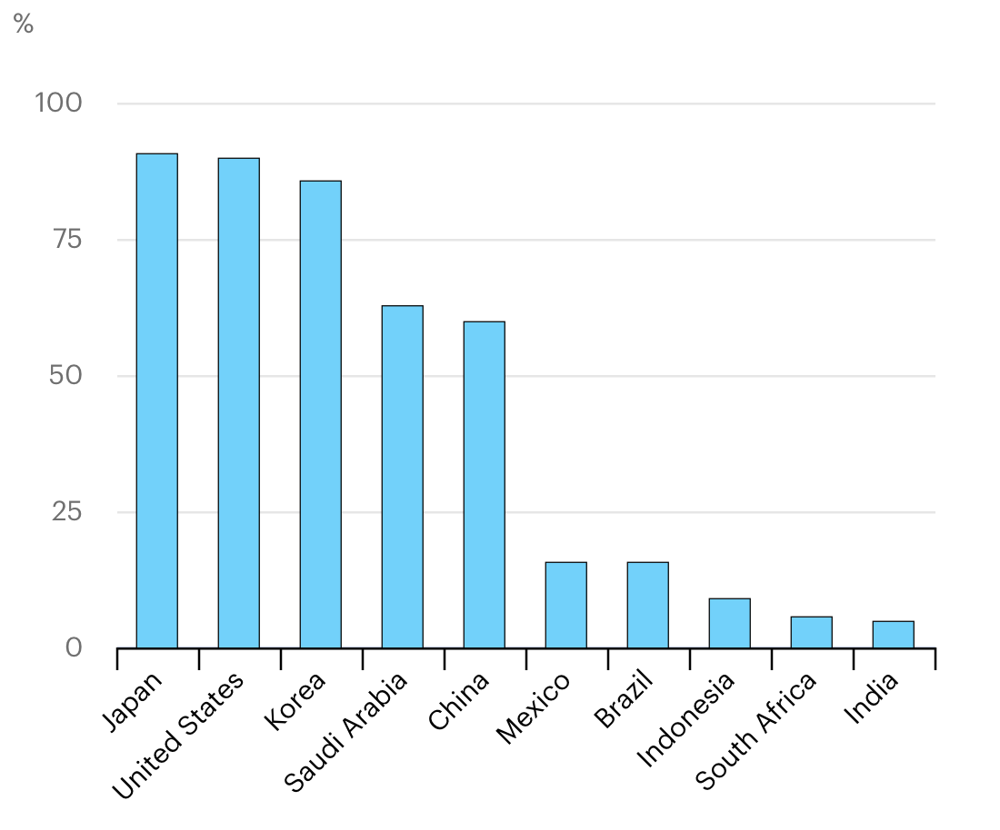 %
100
75
50
25
0
Japan
United States
Korea
Saudi Arabia
China
Mexico
Brazil
Indonesia
South Africa
India